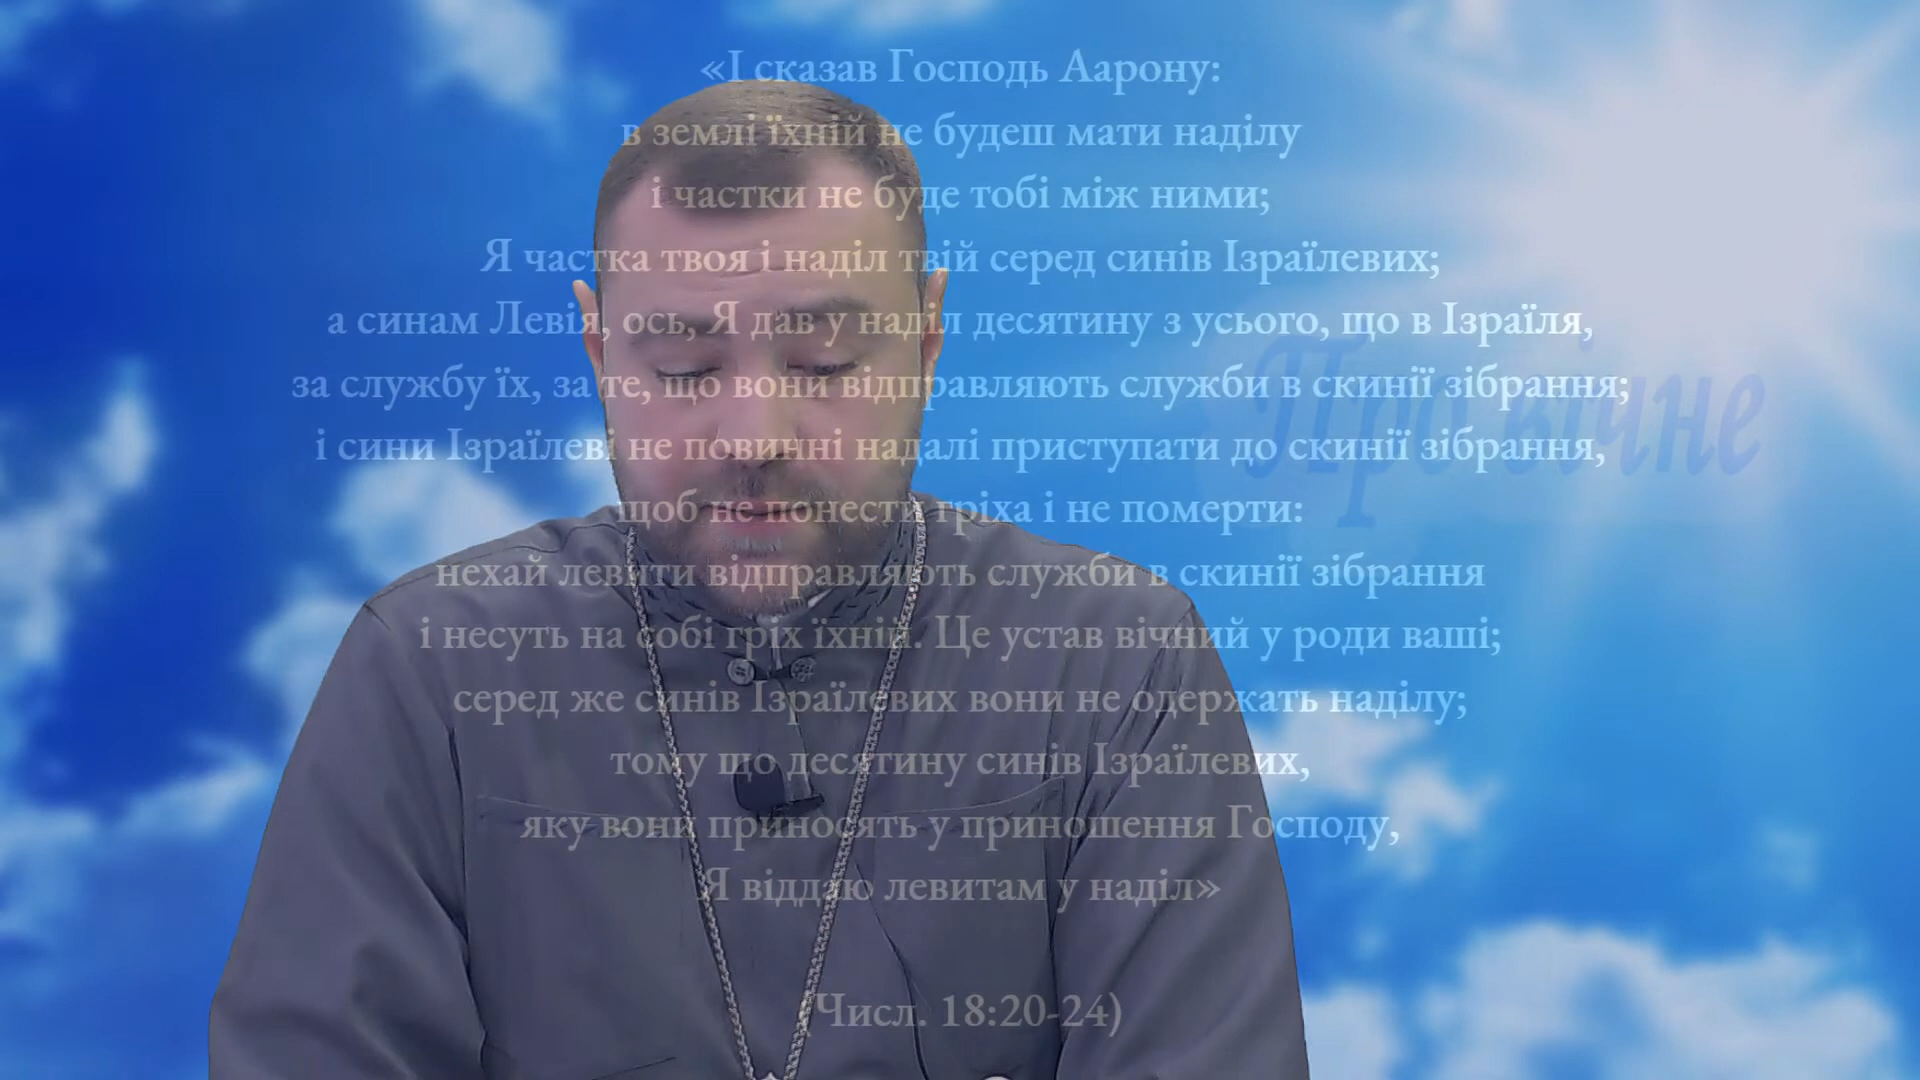 «І сказав Господь Аарону:
в землі їхній не будеш мати наділу
і частки не буде тобі між ними;
Я частка твоя і наділ твій серед синів Ізраїлевих;
а синам Левія, ось, Я дав у наділ десятину з усього, що в Ізраїля,
за службу їх, за те, що вони відправляють служби в скинії зібрання;
Про вічне
і сини Ізраїлеві не повинні надалі приступати до скинії зібрання,
щоб не понести гріха і не померти:
нехай левити відправляють служби в скинії зібрання
і несуть на собі гріх їхній. Це устав вічний у роди ваші;
серед же синів Ізраїлевих вони не одержать наділу;
тому що десятину синів Ізраїлевих,
яку вони приносять у приношення Господу,
Я віддаю левитам у наділ»
(Числ. 18:20-24)